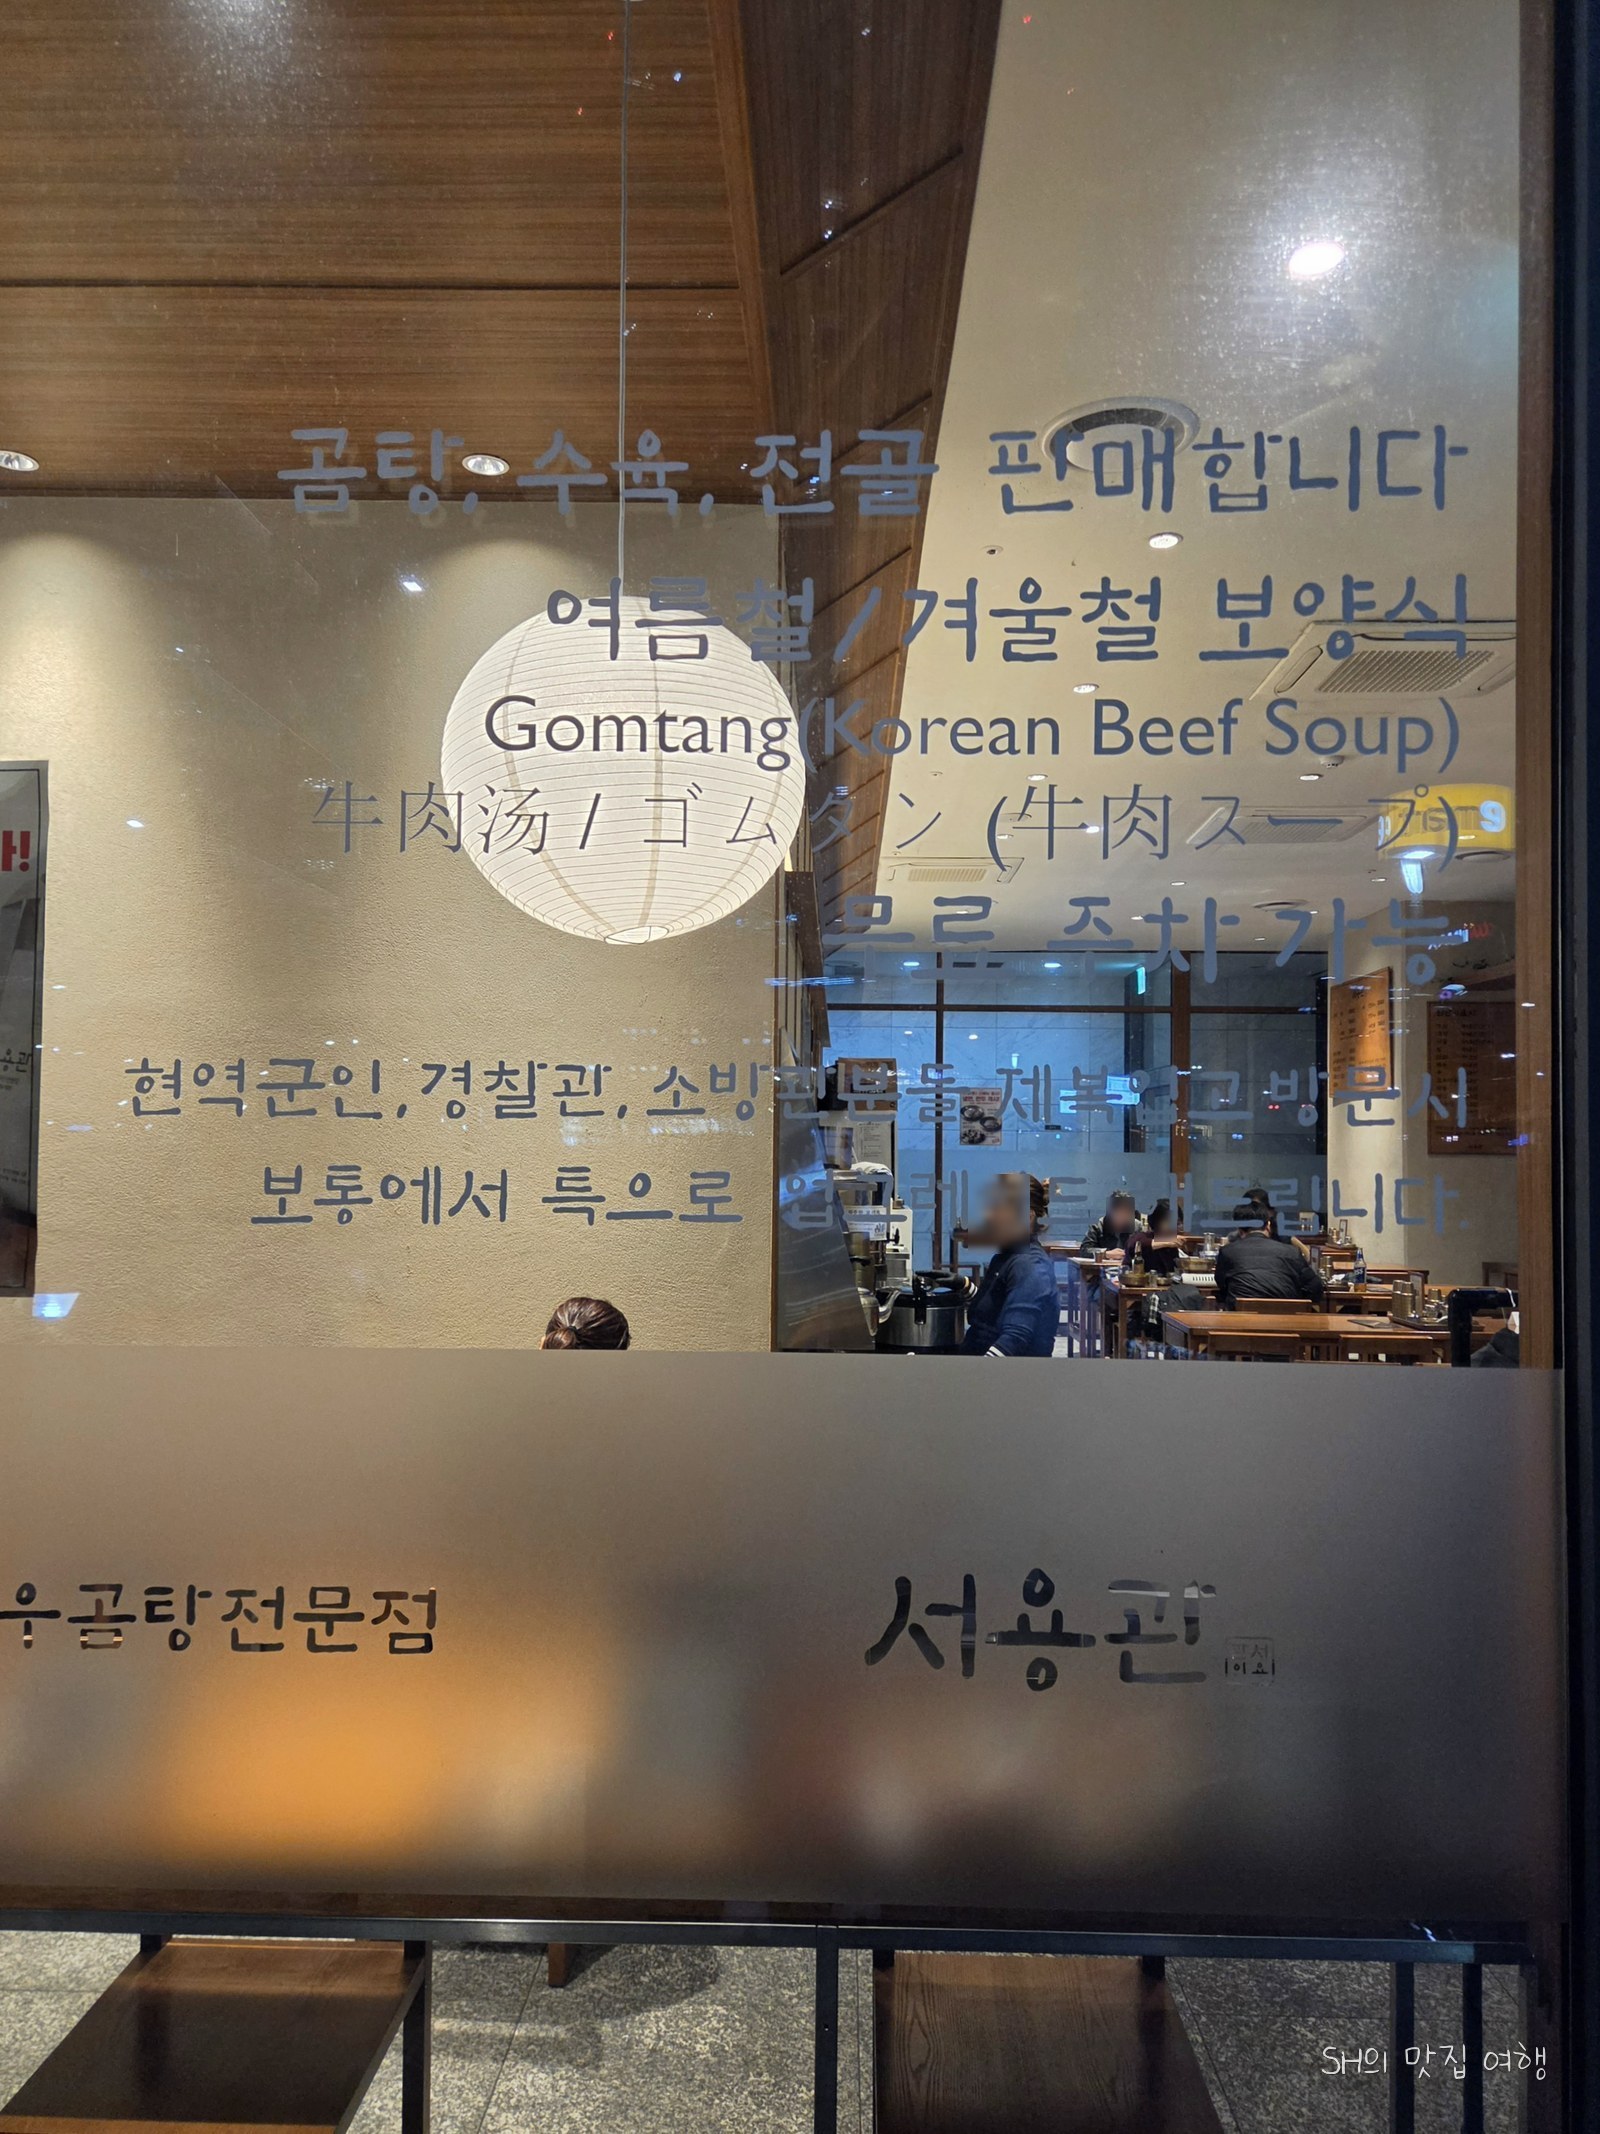 곰탕, 수육, 전골 판매합니다
여름철/겨울철 보양식
Gomtang(Korean Beef Soup)
牛肉汤 / ゴムタン (牛肉スープ)
무료 주차 가능
현역군인, 경찰관, 소방관분들 제복입고 방문시
보통에서 특으로 업그레이드 해드립니다.
우곰탕전문점
서용관
SH의 맛집 여행